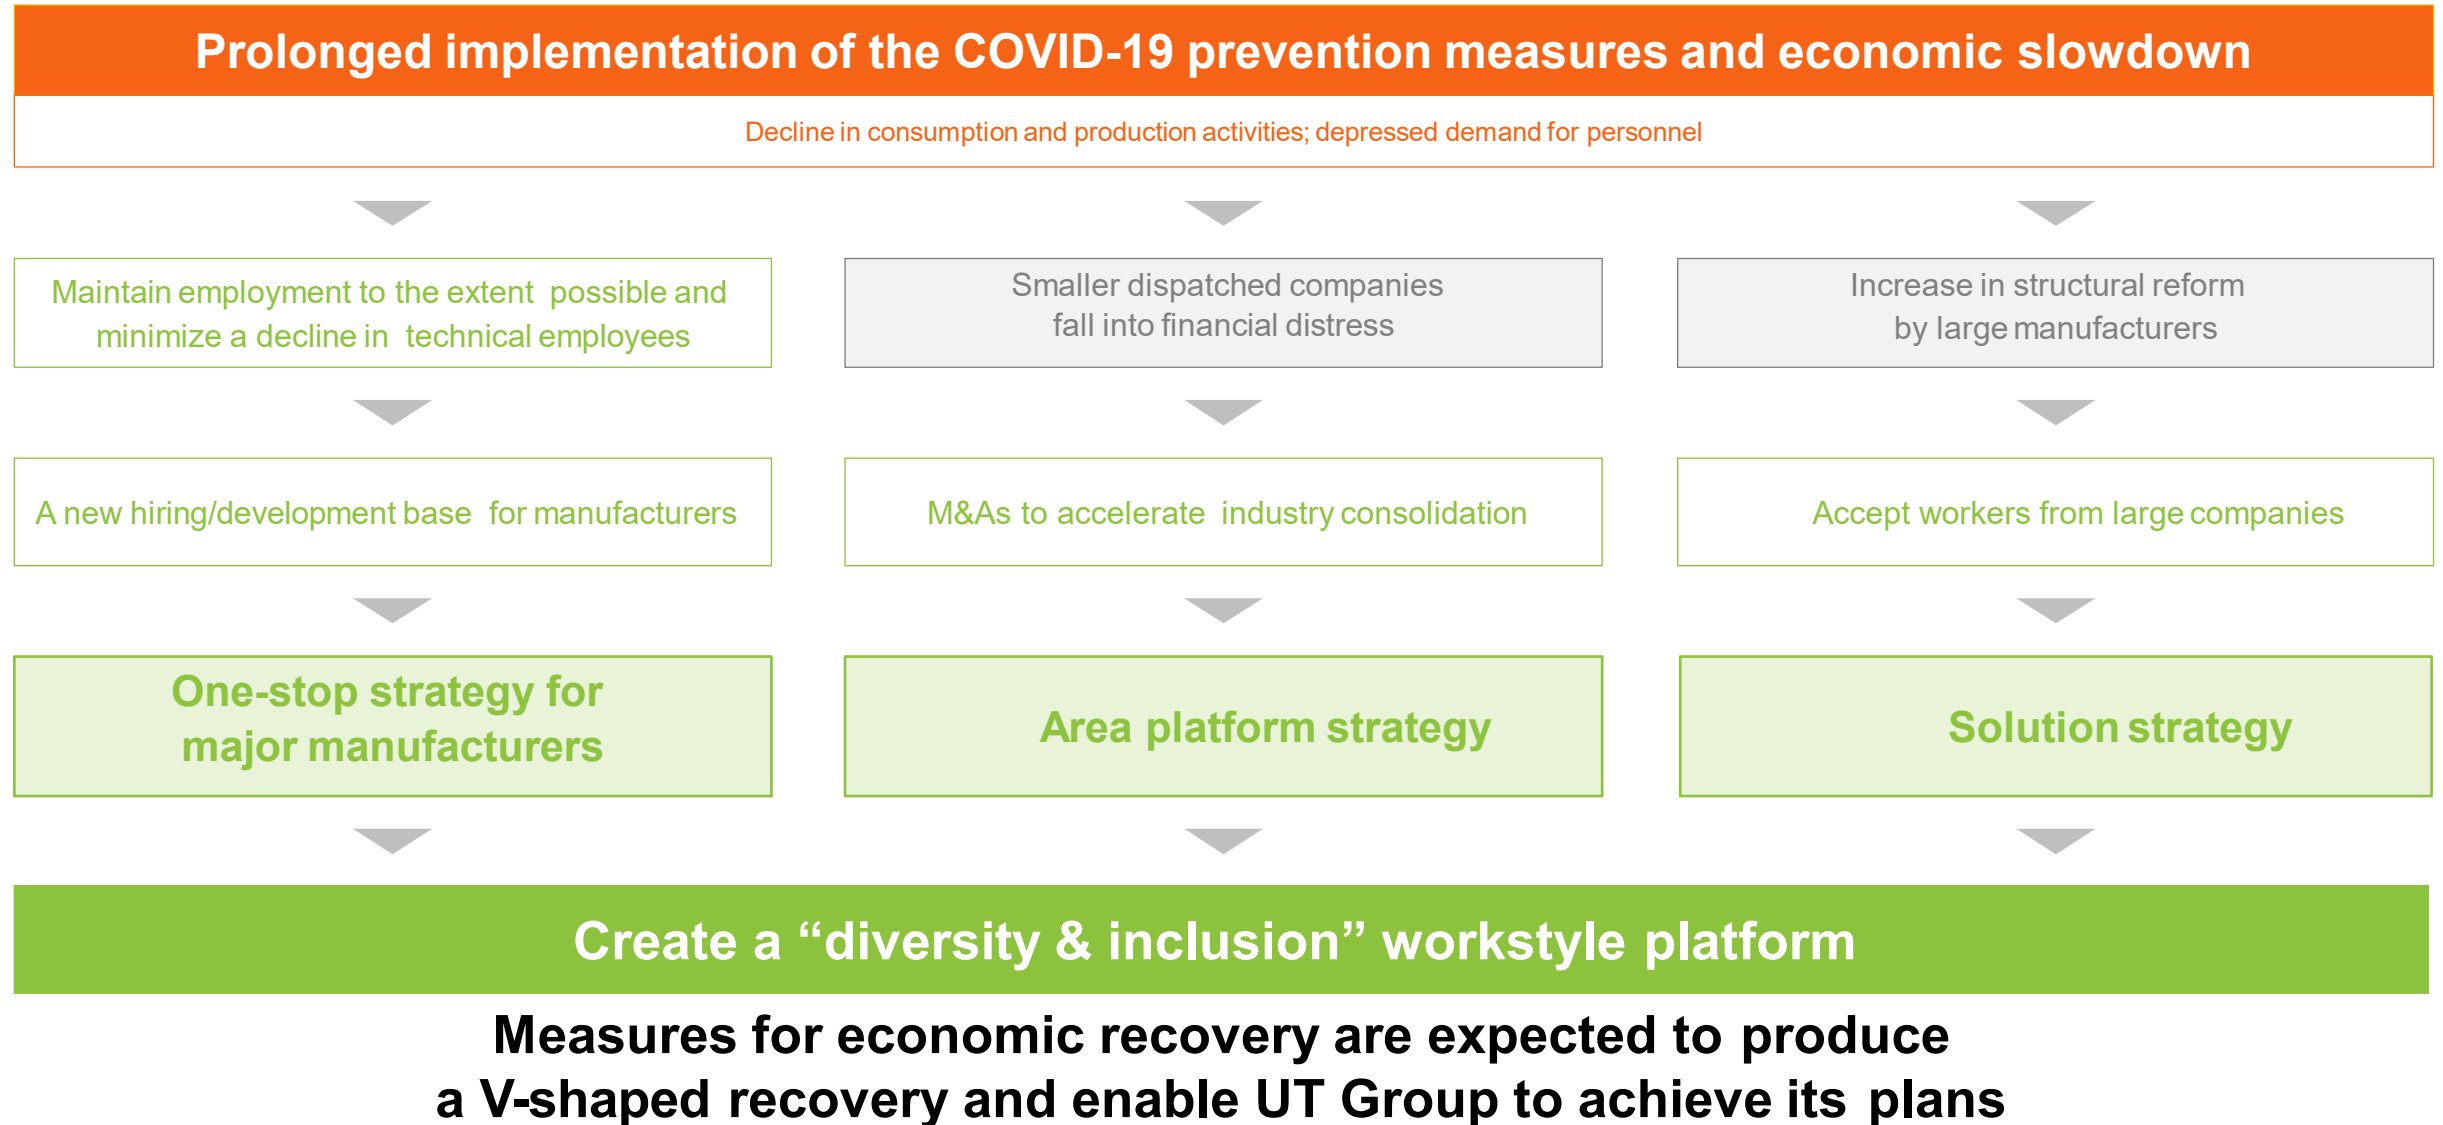 Prolonged implementation of the COVID-19 prevention measures and economic slowdown
Decline in consumption and production activities; depressed demand for personnel
Maintain employment to the extent possible and
minimize a decline in technical employees
Smaller dispatched companies
fall into financial distress
Increase in structural reform
by large manufacturers
A new hiring/development base for manufacturers
M&As to accelerate industry consolidation
Accept workers from large companies
One-stop strategy for
major manufacturers
Area platform strategy
Solution strategy
Create a “diversity & inclusion” workstyle platform
Measures for economic recovery are expected to produce
a V-shaped recovery and enable UT Group to achieve its plans